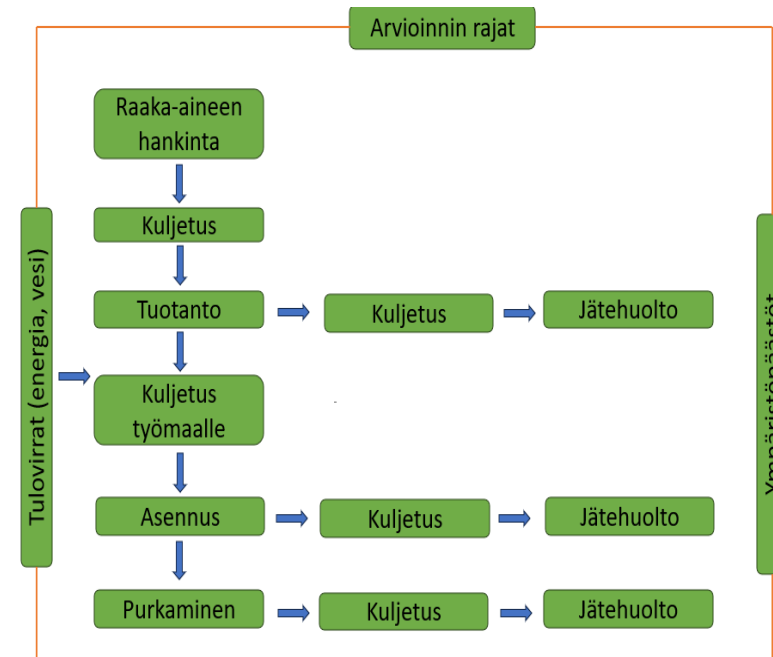 Arvioinnin rajat
Raaka-aineen
hankinta
Kuljetus
Tulovirrat (energia, vesi)
Tuotanto
Kuljetus
Jätehuolto
Kuljetus
työmaalle
Asennus
Kuljetus
Jätehuolto
Purkaminen
Kuljetus
Jätehuolto
Ympäristöpäästöt